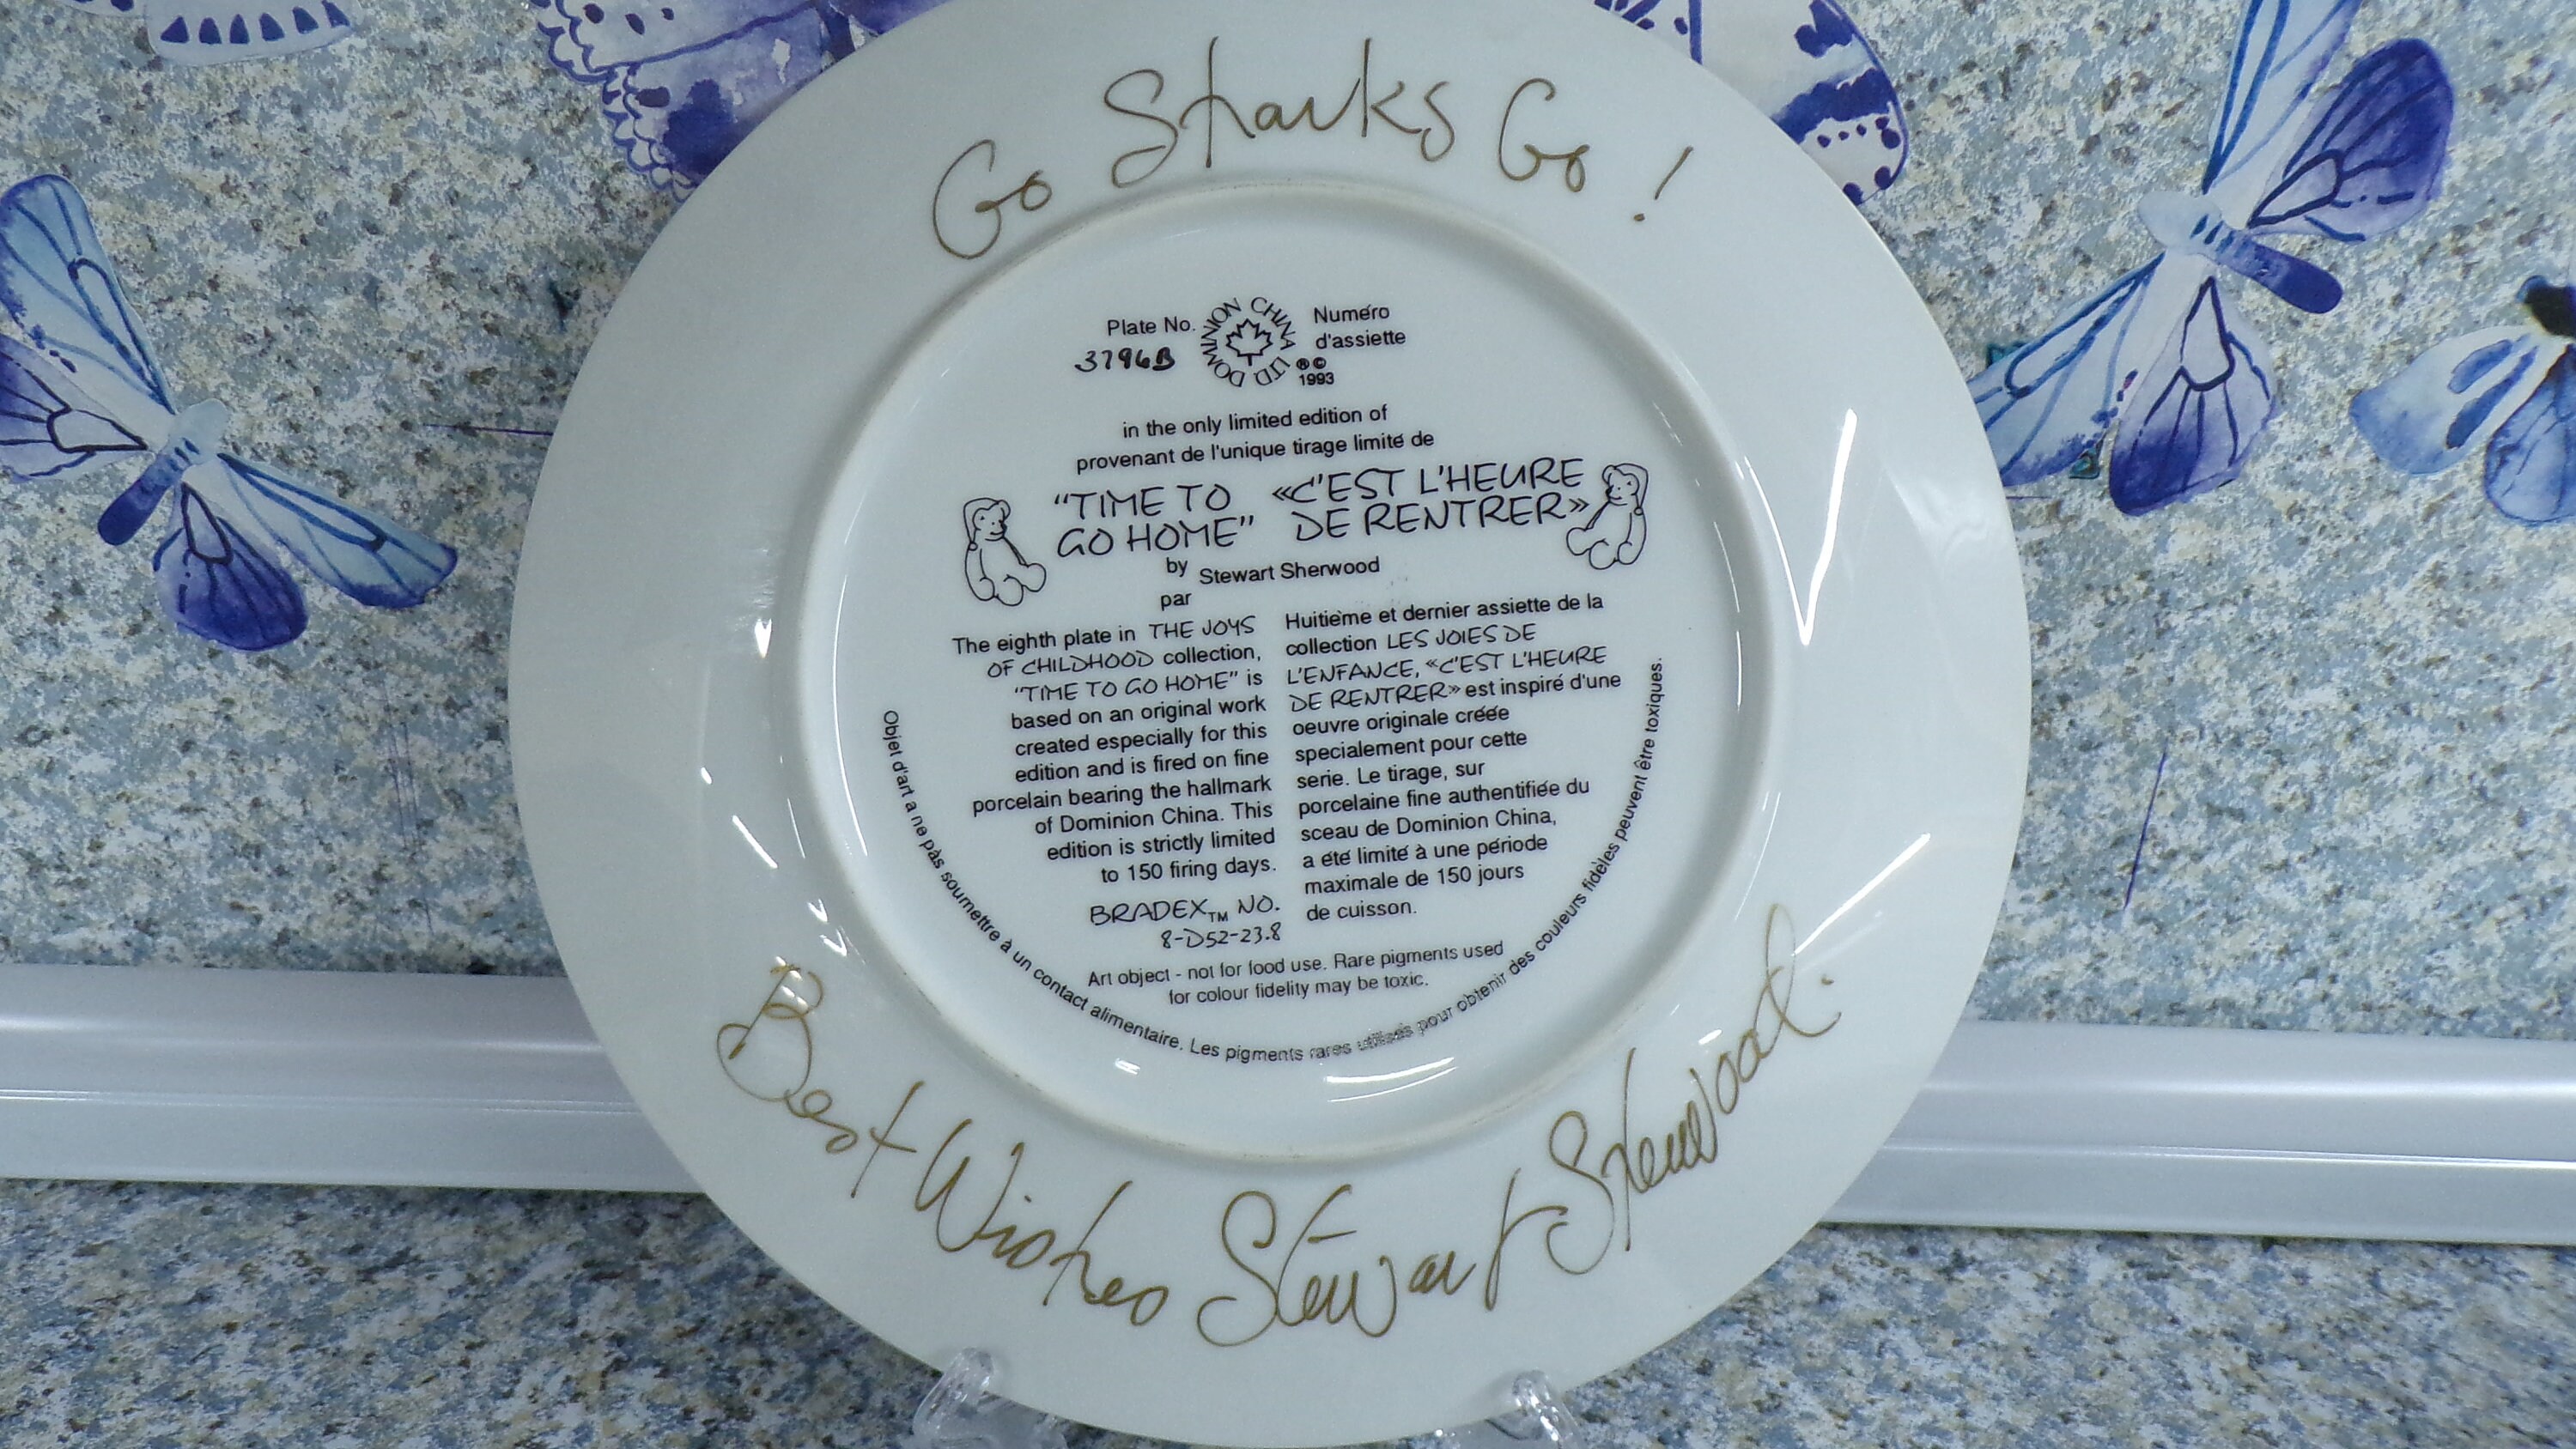 Go Sharks Go!
Plate No.
3796B
DOMINION CHINA LTD
®©
1993
Numéro
d'assiette
in the only limited edition of
provenant de l'unique tirage limité de
“TIME TO
GO HOME”
«C'EST L'HEURE
DE RENTRER»
by
par
Stewart Sherwood
The eighth plate in THE JOYS
OF CHILDHOOD collection,
“TIME TO GO HOME” is
based on an original work
created especially for this
edition and is fired on fine
porcelain bearing the hallmark
of Dominion China. This
edition is strictly limited
to 150 firing days.
BRADEX™ NO.
8-D52-23.8
Huitième et dernier assiette de la
collection LES JOIES DE
L'ENFANCE, «C'EST L'HEURE
DE RENTRER» est inspiré d'une
oeuvre originale créée
specialement pour cette
serie. Le tirage, sur
porcelaine fine authentifiée du
sceau de Dominion China,
a été limité à une période
maximale de 150 jours
de cuisson.
Art object - not for food use. Rare pigments used
for colour fidelity may be toxic.
Objet d'art a ne pàs soumettre à un contact alimentaire. Les pigments rares utilisés pour obtenir des couleurs fidèles peuvent être toxiques.
Best Wishes Stewart Sherwood.